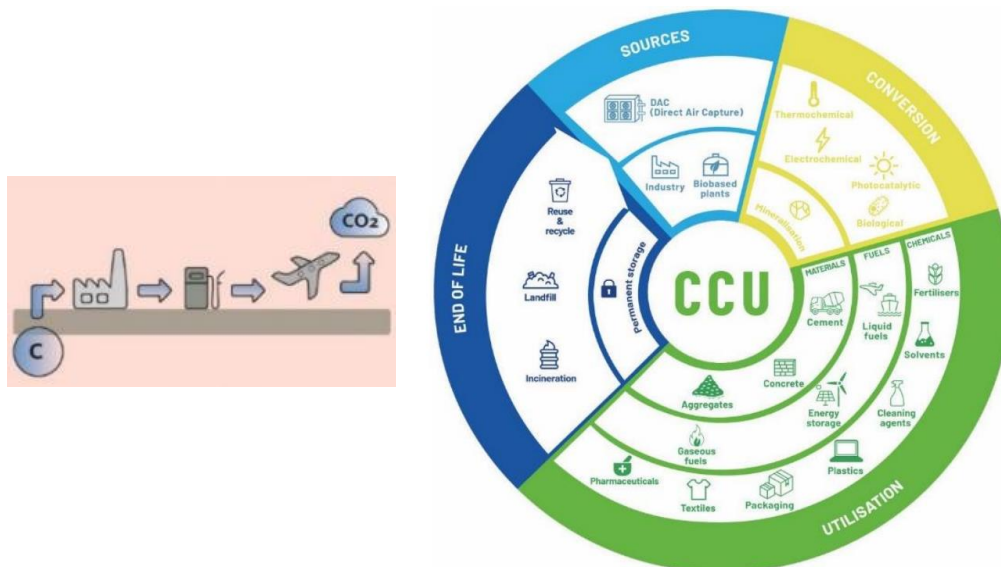 CO2
C
SOURCES
DAC
(Direct Air Capture)
Industry
Biobased
plants
CONVERSION
Thermochemical
Electrochemical
Photocatalytic
Biological
Mineralisation
CCU
END OF LIFE
Reuse
&
recycle
Landfill
Incineration
Permanent storage
MATERIALS
FUELS
CHEMICALS
Cement
Liquid
fuels
Fertilisers
Solvents
Concrete
Aggregates
Energy
storage
Cleaning
agents
Gaseous
fuels
Plastics
Pharmaceuticals
Textiles
Packaging
UTILISATION